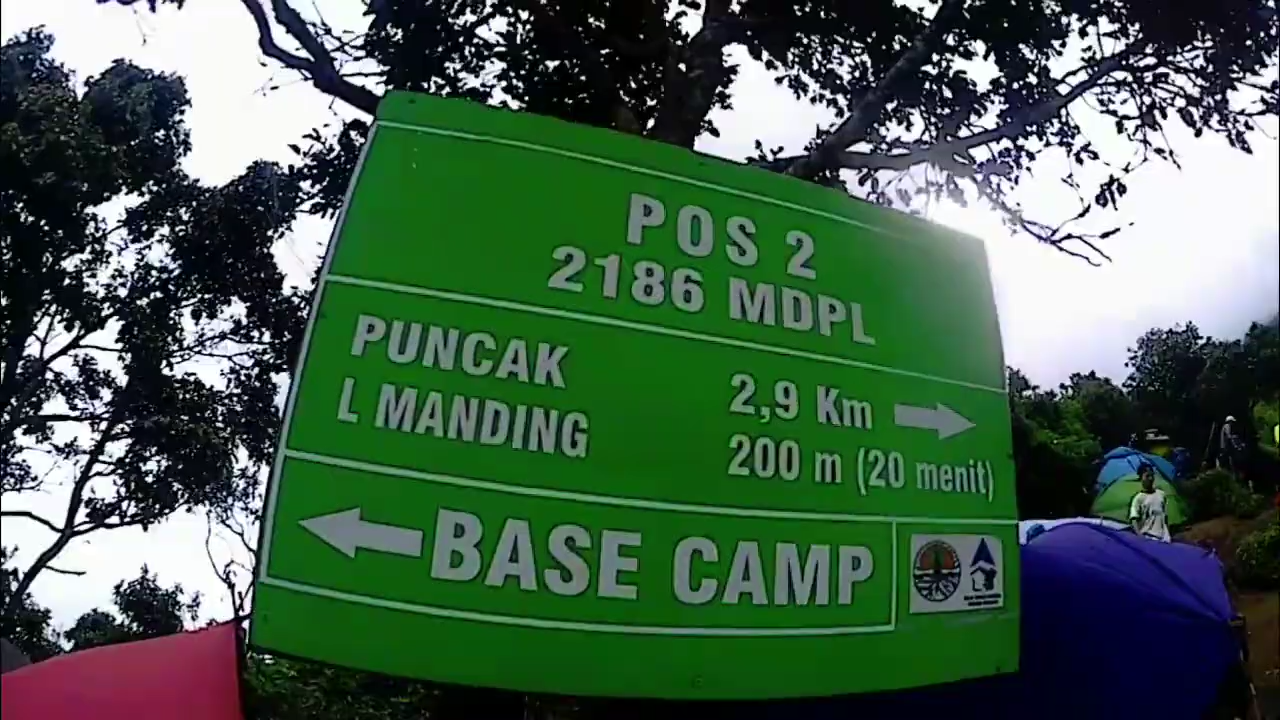 POS 2
2186 MDPL
PUNCAK 2,9 Km
L MANDING 200 m (20 menit)
BASE CAMP